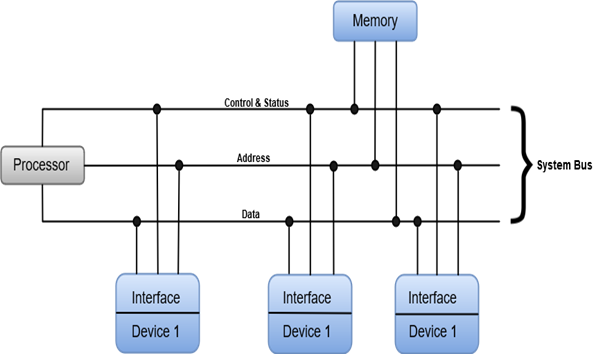 Memory
Control & Status
Processor
Address
System Bus
Data
Interface
Device 1
Interface
Device 1
Interface
Device 1